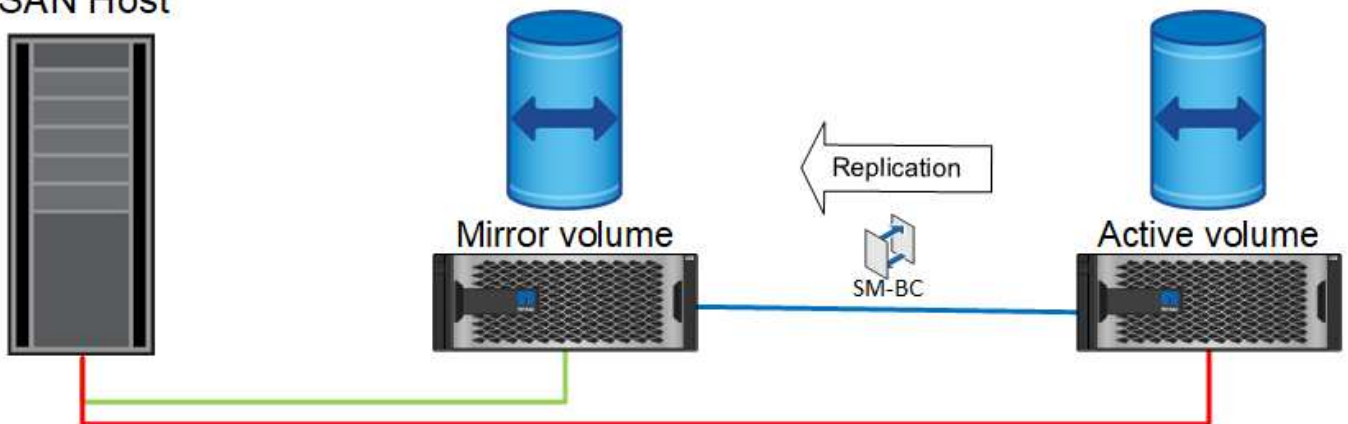 SAN Host
Replication
Mirror volume
Active volume
SM-BC